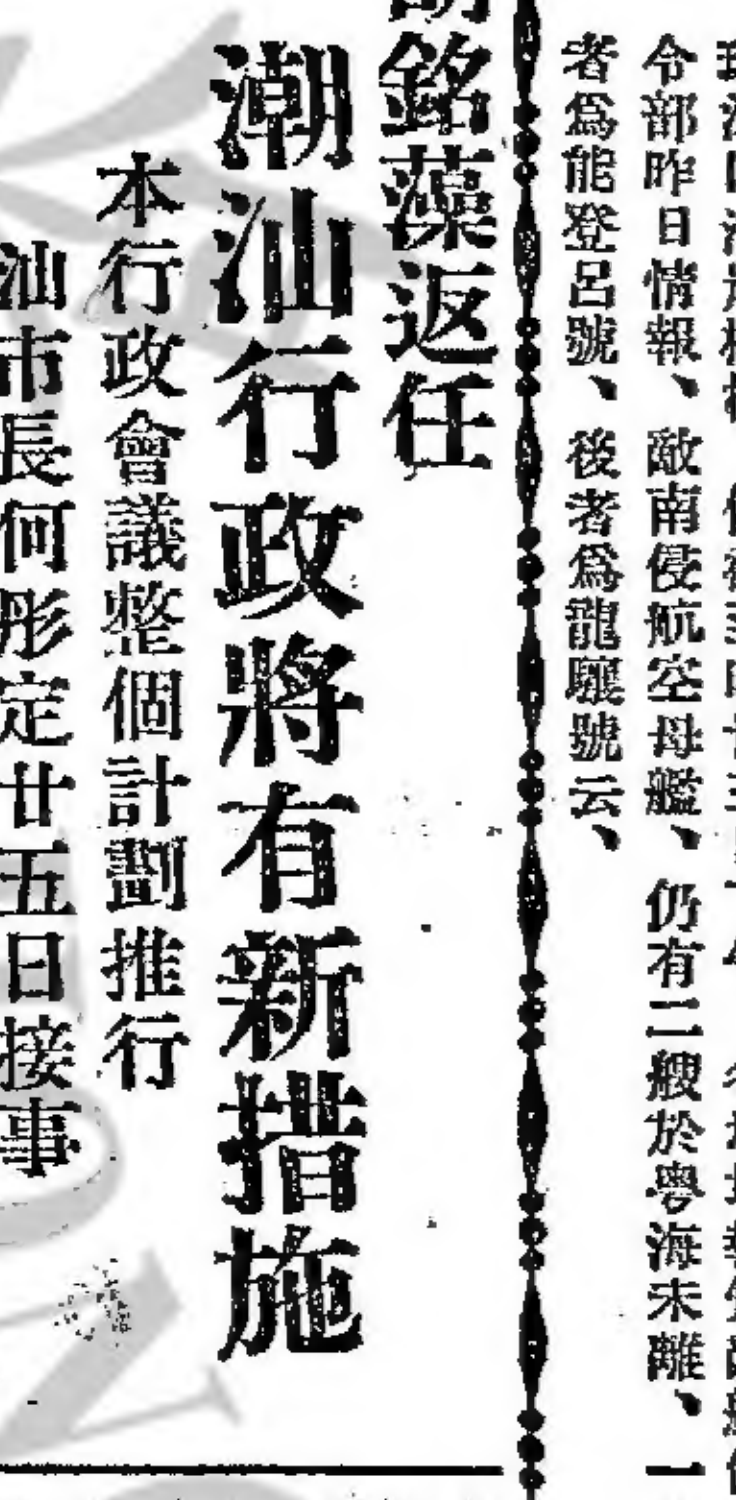 令部昨日情報、敵南侵航空母艦、仍有二艘於粵海未離、一
者爲能登呂號、後者爲龍驤號云、
銘藻返任
潮汕行政將有新措施
本行政會議整個計劃推行
汕市長何彤定廿五日接事